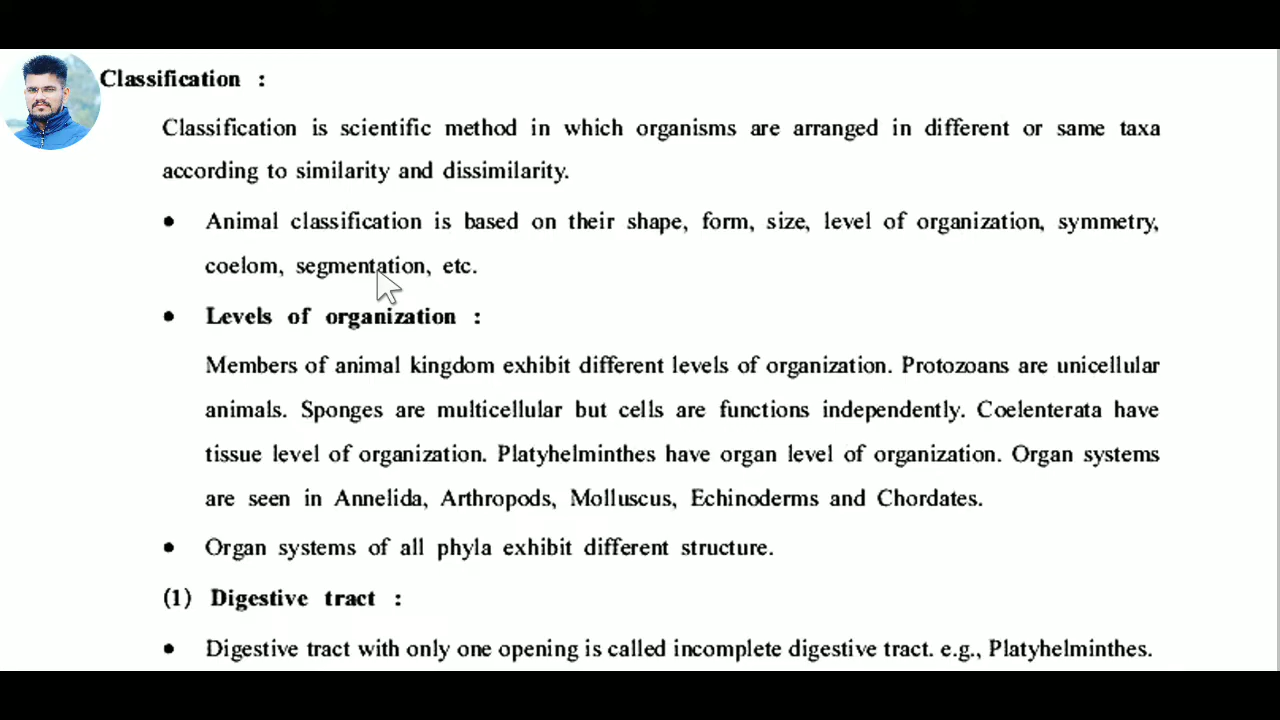 Classification :
Classification is scientific method in which organisms are arranged in different or same taxa
according to similarity and dissimilarity.
• Animal classification is based on their shape, form, size, level of organization, symmetry,
coelom, segmentation, etc.
• Levels of organization :
Members of animal kingdom exhibit different levels of organization. Protozoans are unicellular
animals. Sponges are multicellular but cells are functions independently. Coelenterata have
tissue level of organization. Platyhelminthes have organ level of organization. Organ systems
are seen in Annelida, Arthropods, Molluscus, Echinoderms and Chordates.
• Organ systems of all phyla exhibit different structure.
(1) Digestive tract :
• Digestive tract with only one opening is called incomplete digestive tract. e.g., Platyhelminthes.